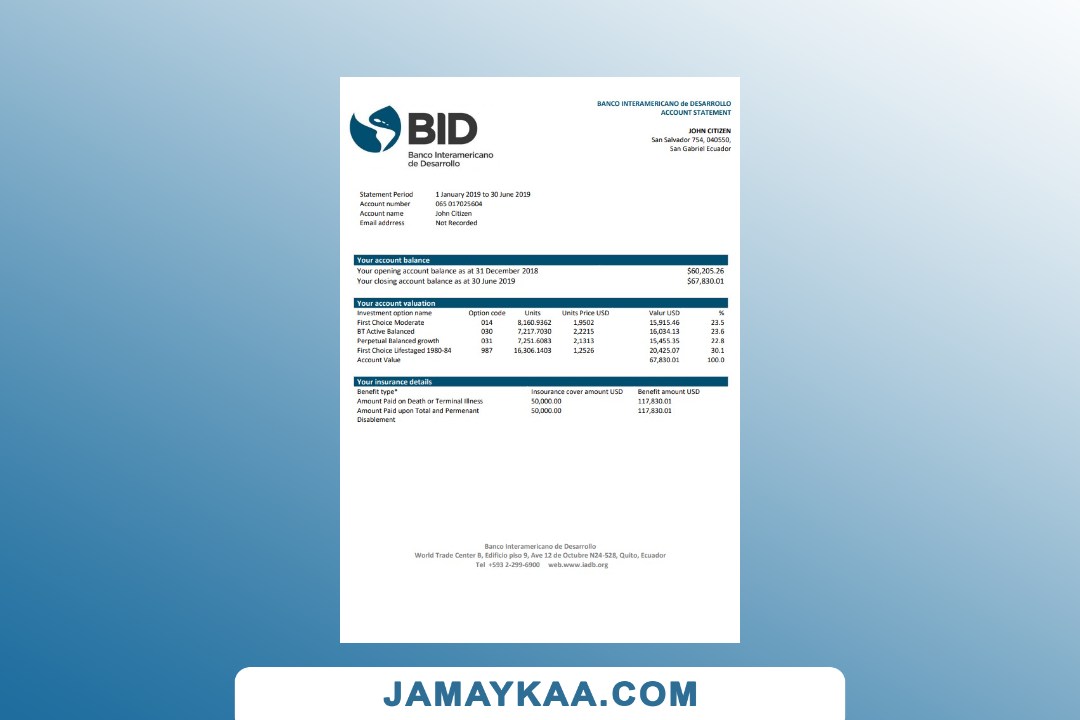 BID
Banco Interamericano
de Desarrollo
BANCO INTERAMERICANO de DESARROLLO
ACCOUNT STATEMENT
JOHN CITIZEN
San Salvador 754, 040550,
San Gabriel Ecuador
Statement Period 1 January 2019 to 30 June 2019
Account number 065 017025604
Account name John Citizen
Email addrress Not Recorded
Your account balance
Your opening account balance as at 31 December 2018 $60,205.26
Your closing account balance as at 30 June 2019 $67,830.01
Your account valuation
Investment option name Option code Units Units Price USD Valur USD %
First Choice Moderate 014 8,160.9362 1,9502 15,915.46 23.5
BT Active Balanced 030 7,217.7030 2,2215 16,034.13 23.6
Perpetual Balanced growth 031 7,251.6083 2,1313 15,455.35 22.8
First Choice Lifestaged 1980-84 987 16,306.1403 1,2526 20,425.07 30.1
Account Value 67,830.01 100.0
Your insurance details
Benefit type* Insourance cover amount USD Benefit amount USD
Amount Paid on Death or Terminal Illness 50,000.00 117,830.01
Amount Paid upon Total and Permenant 50,000.00 117,830.01
Disablement
Banco Interamericano de Desarrollo
World Trade Center B, Edificio piso 9, Ave 12 de Octubre N24-528, Quito, Ecuador
Tel +593 2-299-6900 web.www.iadb.org
JAMAYKAA.COM